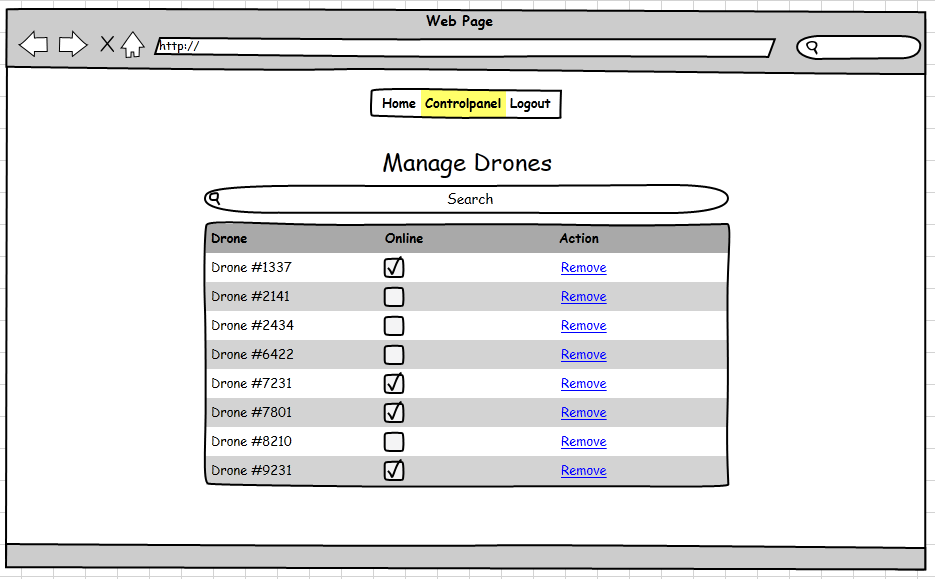 Web Page
http://
Home Controlpanel Logout
Manage Drones
Search
Drone Online Action
Drone #1337 Remove
Drone #2141 Remove
Drone #2434 Remove
Drone #6422 Remove
Drone #7231 Remove
Drone #7801 Remove
Drone #8210 Remove
Drone #9231 Remove